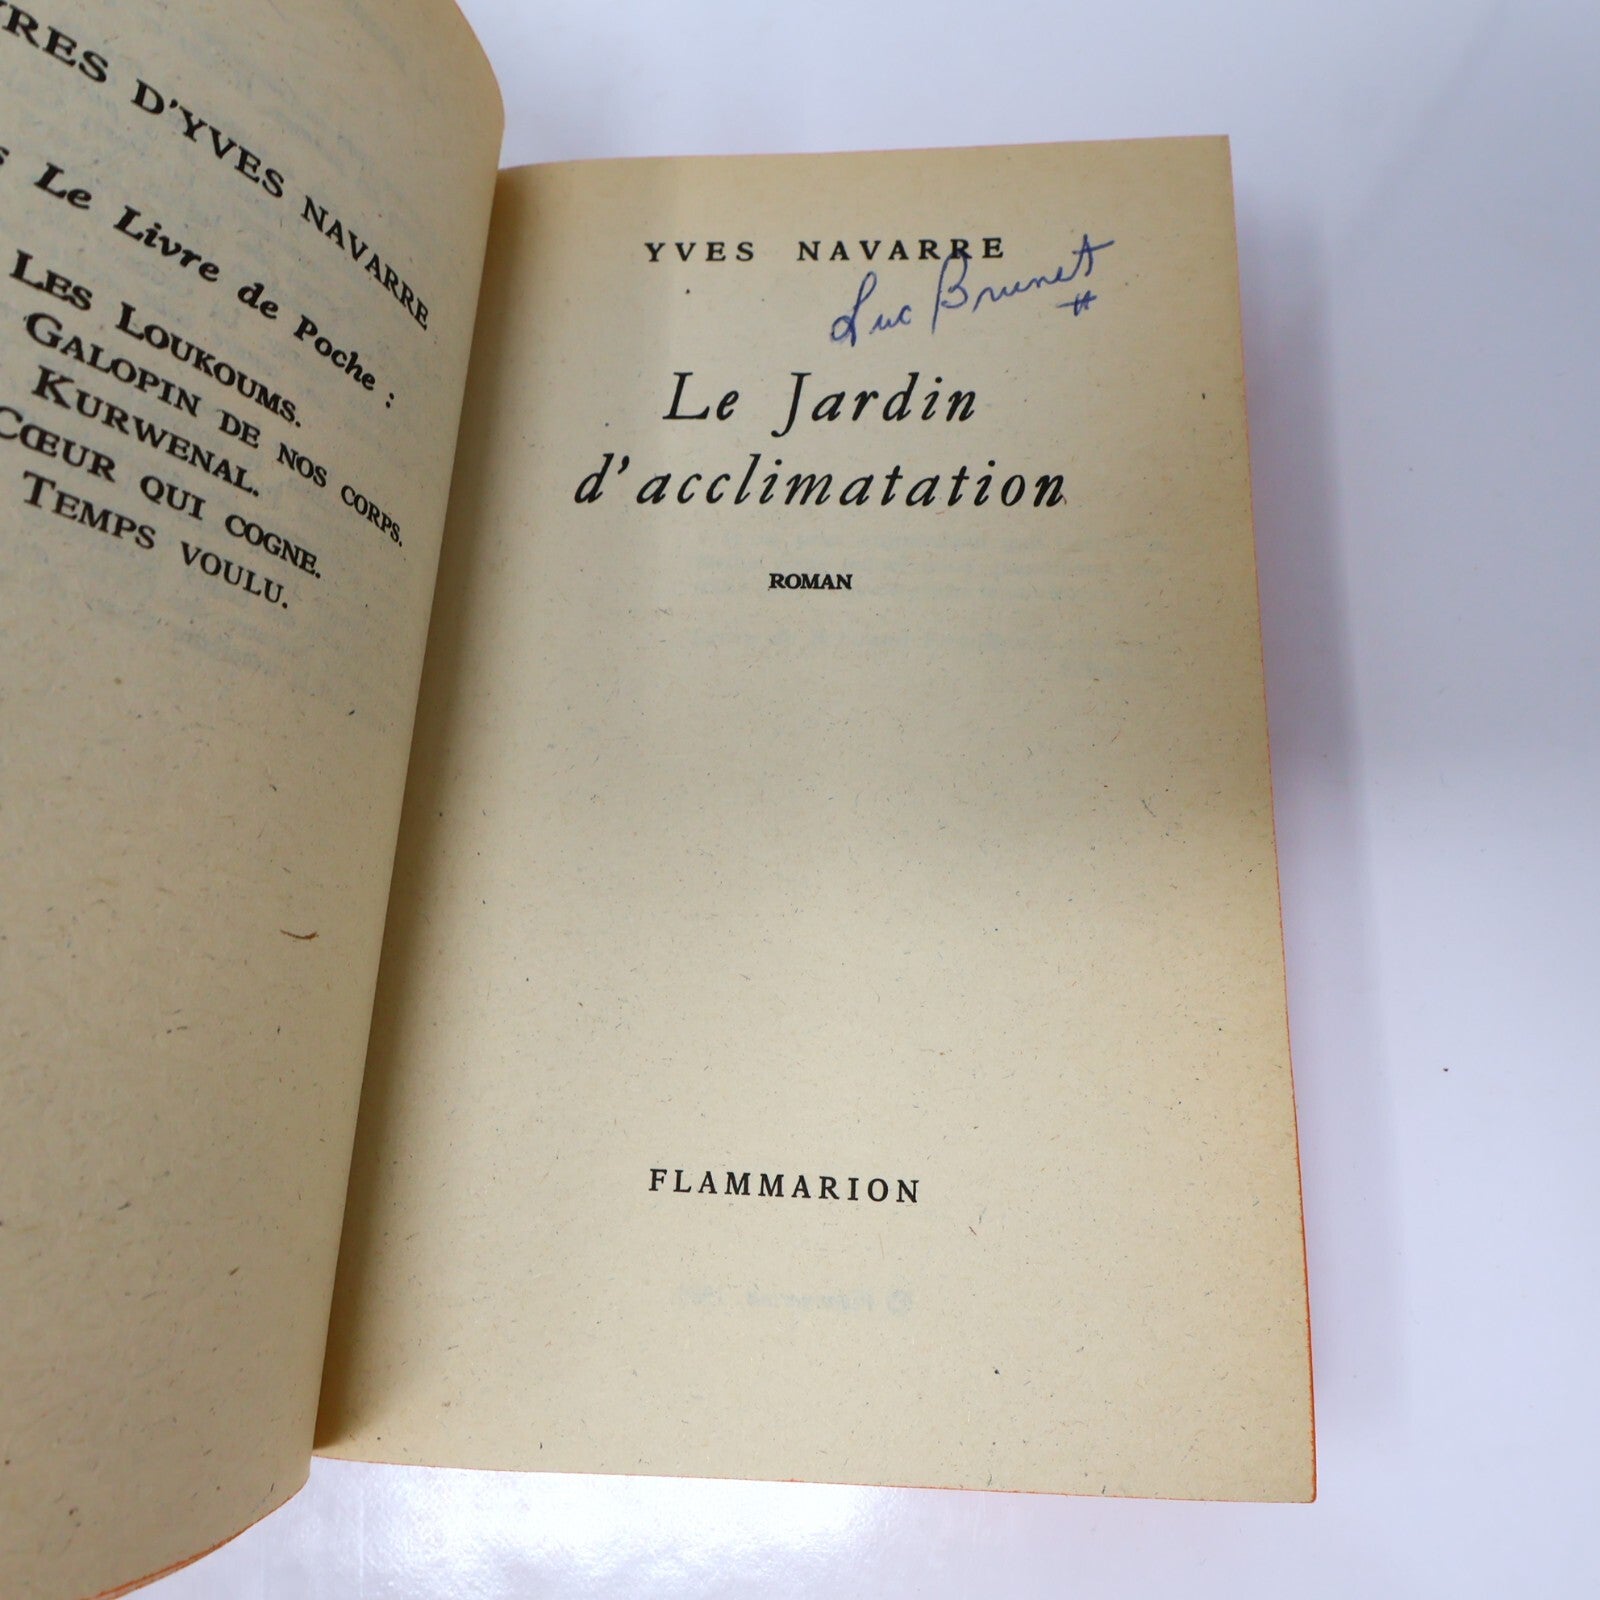 D'YVES NAVARRE
Le Livre de Poche :
LES LOUKOUMS.
GALOPIN DE NOS CORPS.
KURWENAL.
CŒUR QUI COGNE.
TEMPS VOULU.
YVES NAVARRE
Luc Brunet
Le Jardin
d'acclimatation
ROMAN
FLAMMARION